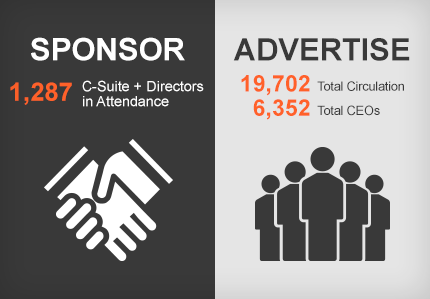 SPONSOR
1,287 C-Suite + Directors
in Attendance
ADVERTISE
19,702 Total Circulation
6,352 Total CEOs